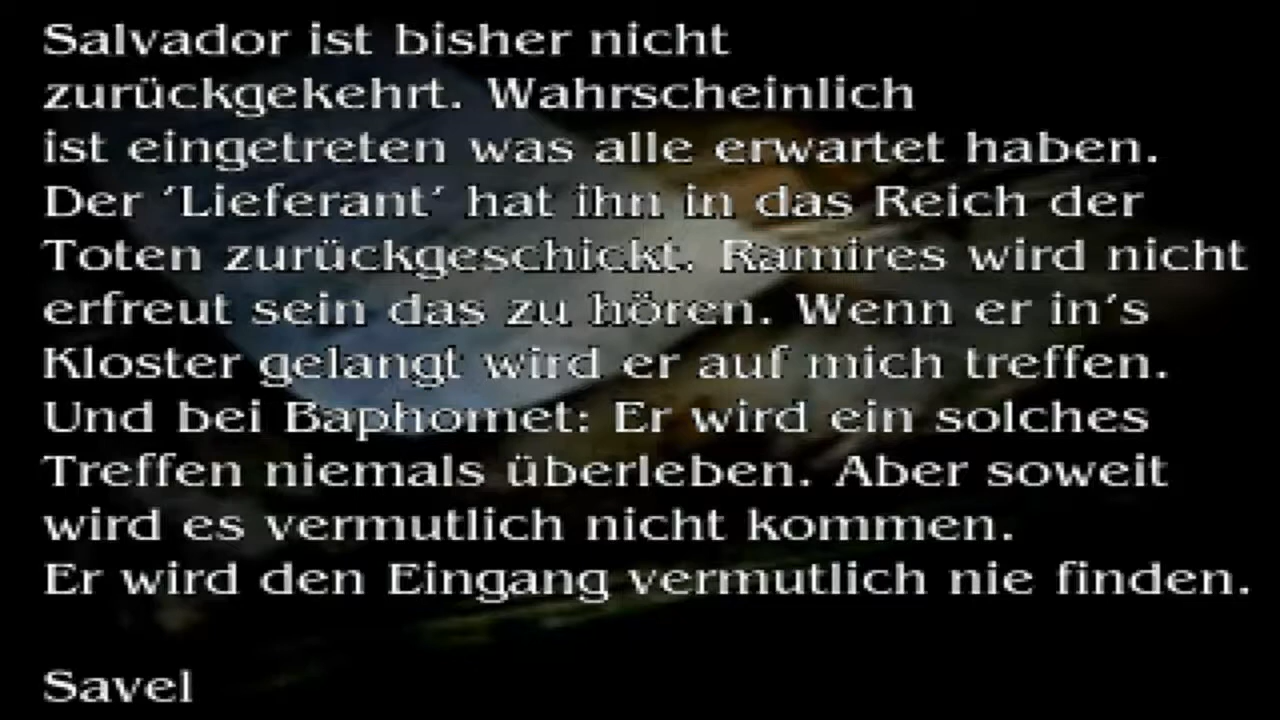 Salvador ist bisher nicht
zurückgekehrt. Wahrscheinlich
ist eingetreten was alle erwartet haben.
Der ‘Lieferant‘ hat ihn in das Reich der
Toten zurückgeschickt. Ramires wird nicht
erfreut sein das zu hören. Wenn er in‘s
Kloster gelangt wird er auf mich treffen.
Und bei Baphomet: Er wird ein solches
Treffen niemals überleben. Aber soweit
wird es vermutlich nicht kommen.
Er wird den Eingang vermutlich nie finden.
Savel